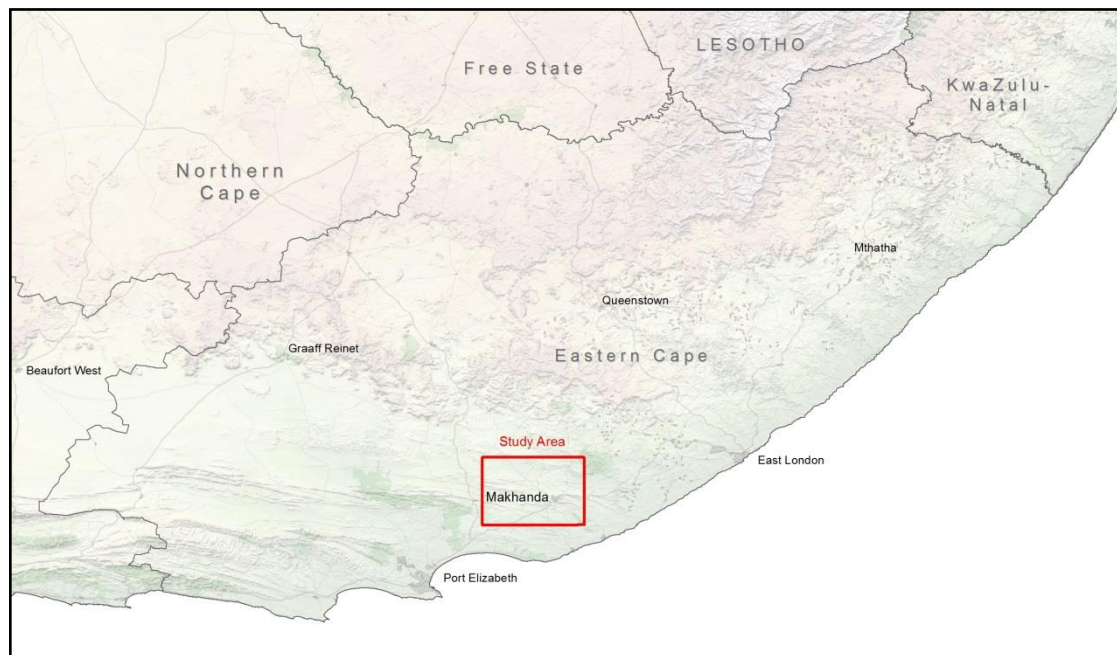 LESOTHO
Free State
KwaZulu-
Natal
Northern
Cape
Mthatha
Queenstown
Graaff Reinet
Eastern Cape
Beaufort West
Study Area
East London
Makhanda
Port Elizabeth